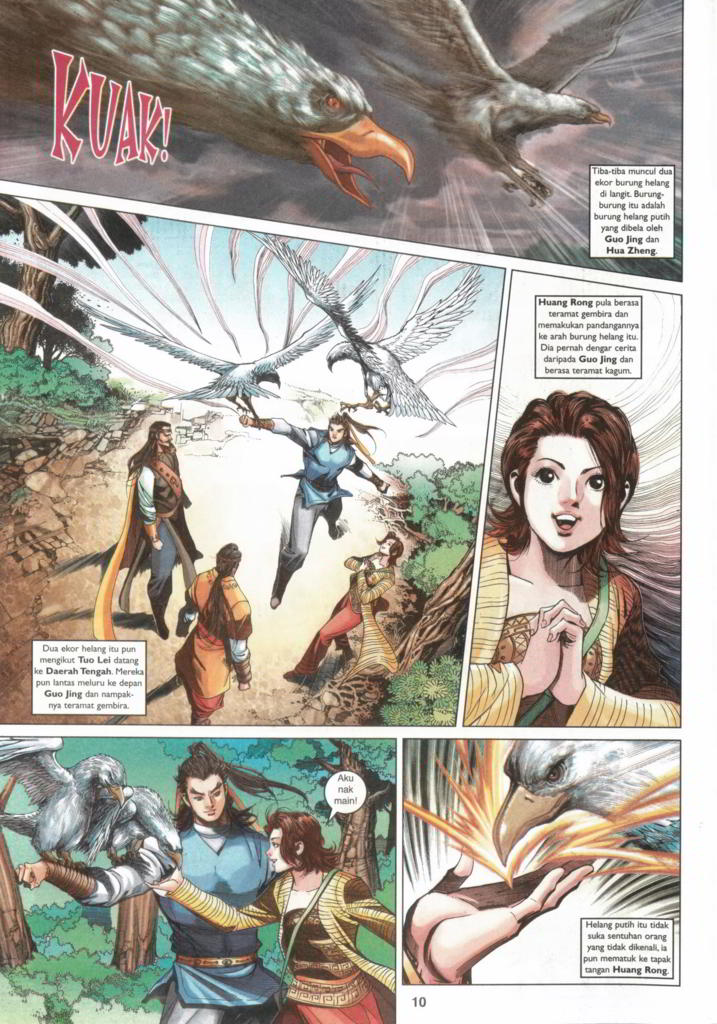 KUAK!
Tiba-tiba muncul dua
ekor burung helang
di langit. Burung-
burung itu adalah
burung helang putih
yang dibela oleh
Guo Jing dan
Hua Zheng.
Huang Rong pula berasa
teramat gembira dan
memakukan pandangannya
ke arah burung helang itu.
Dia pernah dengar cerita
daripada Guo Jing dan
berasa teramat kagum.
Dua ekor helang itu pun
mengikut Tuo Lei datang
ke Daerah Tengah. Mereka
pun lantas meluru ke depan
Guo Jing dan nampak-
nya teramat gembira.
Aku
nak
main!
Helang putih itu tidak
suka sentuhan orang
yang tidak dikenali, ia
pun mematuk ke tapak
tangan Huang Rong.
10